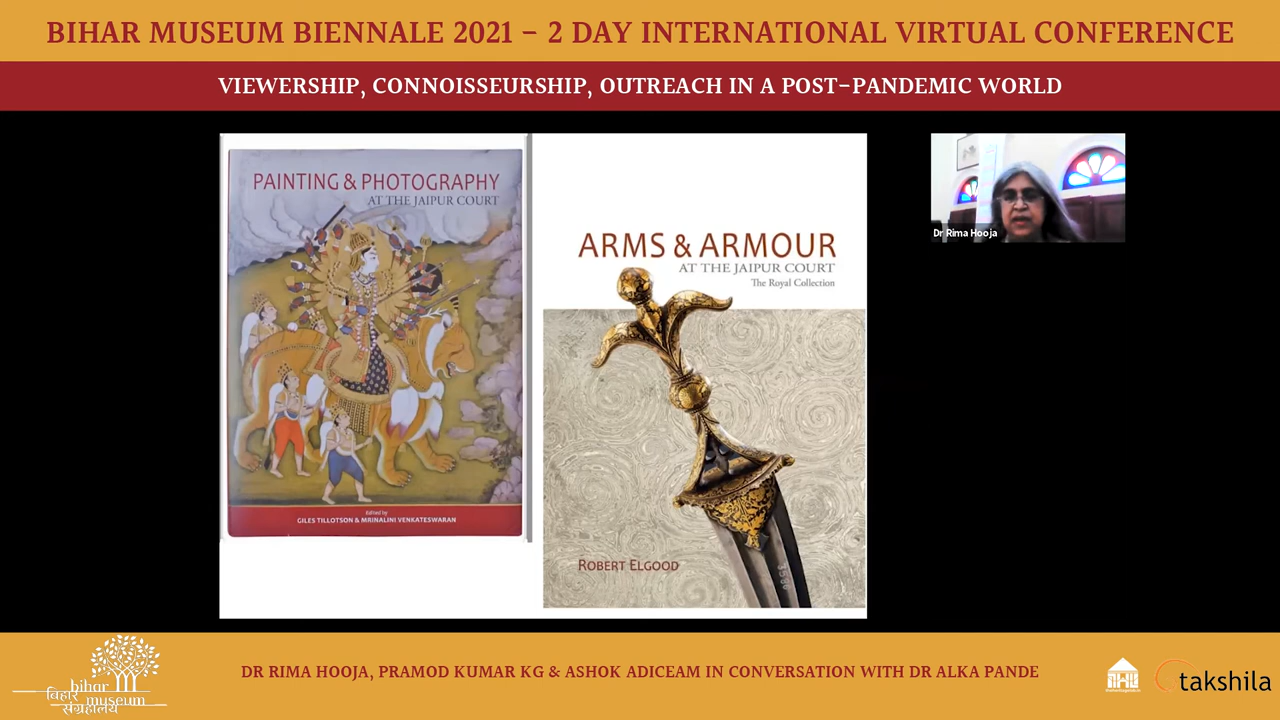 BIHAR MUSEUM BIENNALE 2021 – 2 DAY INTERNATIONAL VIRTUAL CONFERENCE
VIEWERSHIP, CONNOISSEURSHIP, OUTREACH IN A POST-PANDEMIC WORLD
PAINTING & PHOTOGRAPHY
AT THE JAIPUR COURT
Edited by
GILES TILLOTSON & MRINALINI VENKATESWARAN
ARMS & ARMOUR
AT THE JAIPUR COURT
The Royal Collection
ROBERT ELGOOD
Dr Rima Hooja
bihar
बिहार museum
संग्रहालय
DR RIMA HOOJA, PRAMOD KUMAR KG & ASHOK ADICEAM IN CONVERSATION WITH DR ALKA PANDE
takshila